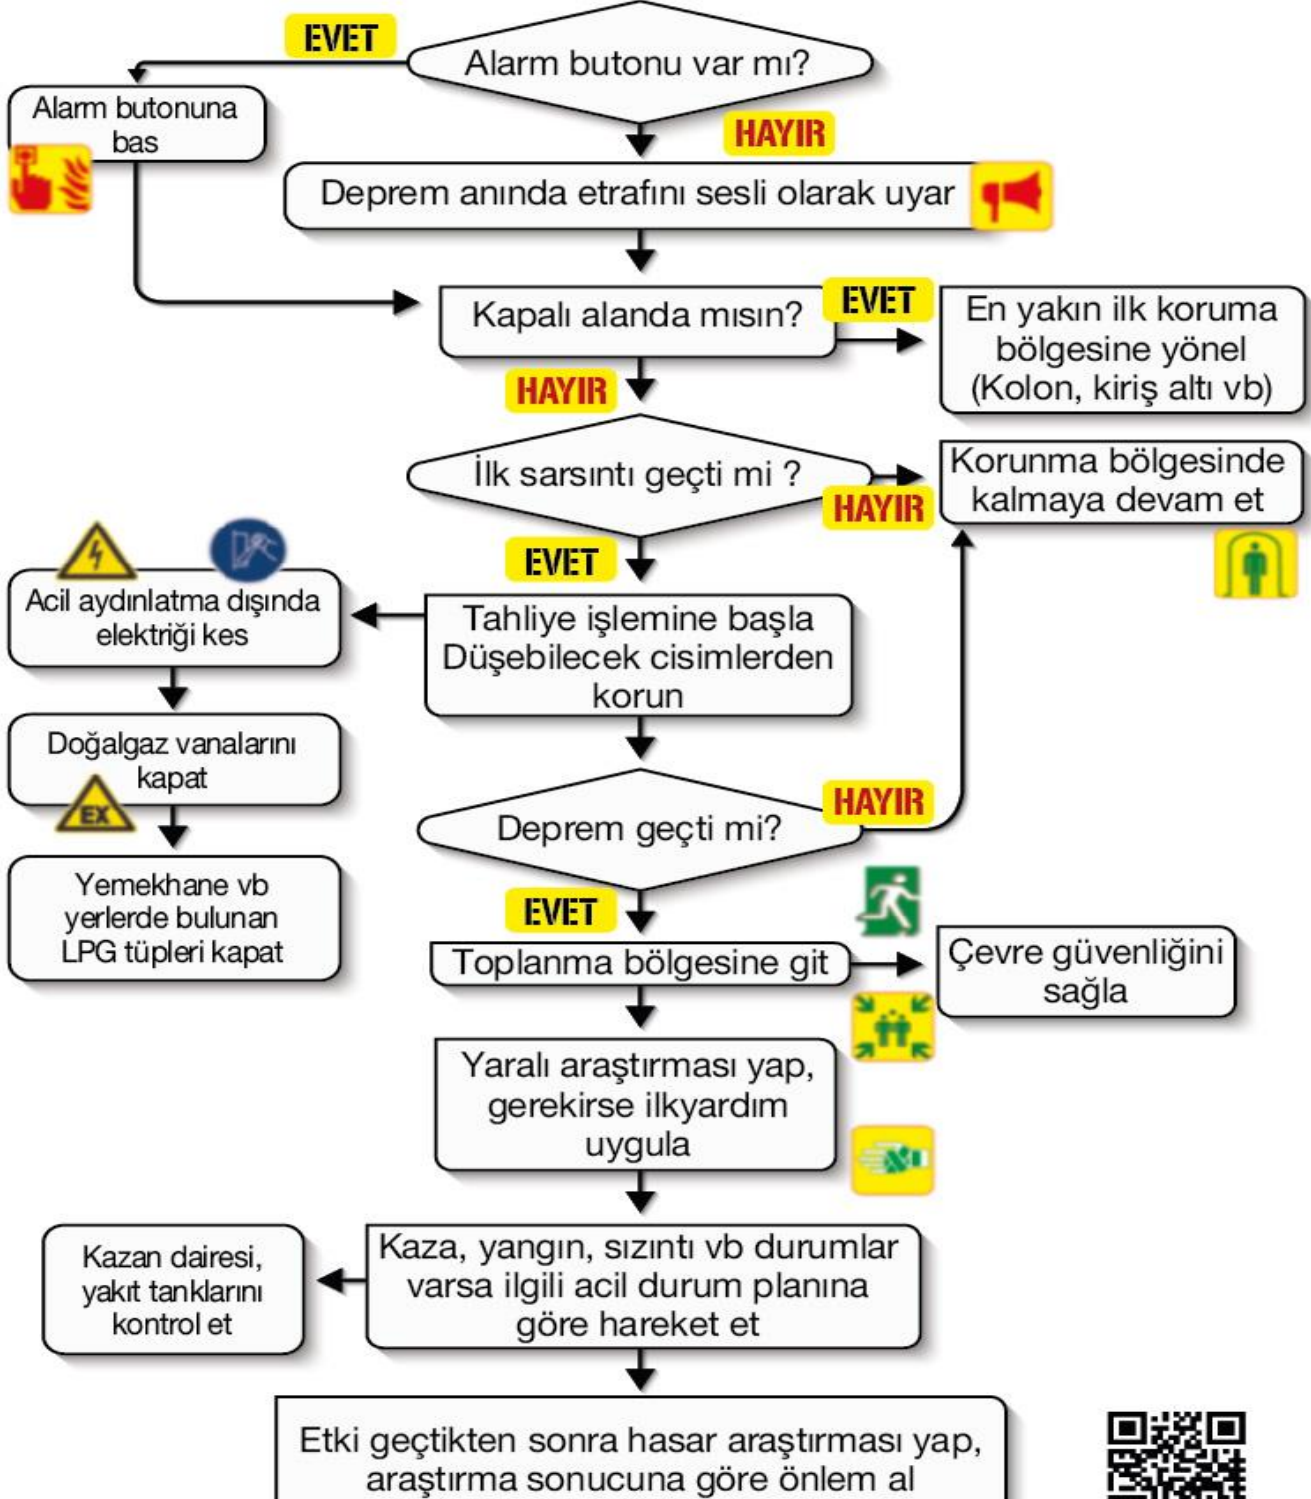 EVET
Alarm butonu var mı?
Alarm butonuna
bas
HAYIR
Deprem anında etrafını sesli olarak uyar
Kapalı alanda mısın?
EVET
En yakın ilk koruma
bölgesine yönel
(Kolon, kiriş altı vb)
HAYIR
İlk sarsıntı geçti mi ?
HAYIR
Korunma bölgesinde
kalmaya devam et
EVET
Acil aydınlatma dışında
elektriği kes
Tahliye işlemine başla
Düşebilecek cisimlerden
korun
Doğalgaz vanalarını
kapat
EX
Deprem geçti mi?
HAYIR
Yemekhane vb
yerlerde bulunan
LPG tüpleri kapat
EVET
Toplanma bölgesine git
Çevre güvenliğini
sağla
Yaralı araştırması yap,
gerekirse ilkyardım
uygula
Kazan dairesi,
yakıt tanklarını
kontrol et
Kaza, yangın, sızıntı vb durumlar
varsa ilgili acil durum planına
göre hareket et
Etki geçtikten sonra hasar araştırması yap,
araştırma sonucuna göre önlem al